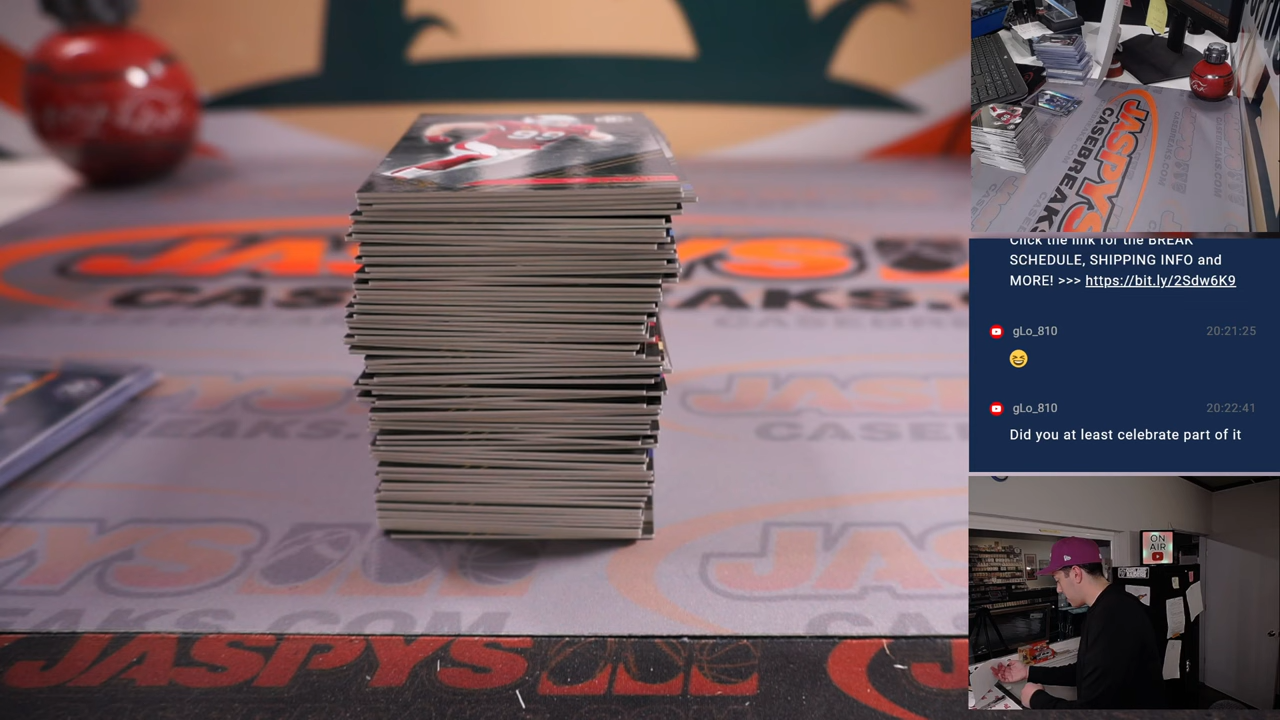 JASPYS
CASEBREAKS.COM
JASPYS
Click the link for the BREAK
SCHEDULE, SHIPPING INFO and
MORE! >>> https://bit.ly/2Sdw6K9
gLo_810
20:21:25
gLo_810
20:22:41
Did you at least celebrate part of it
ON
AIR
JASPYS
CASEBREAKS